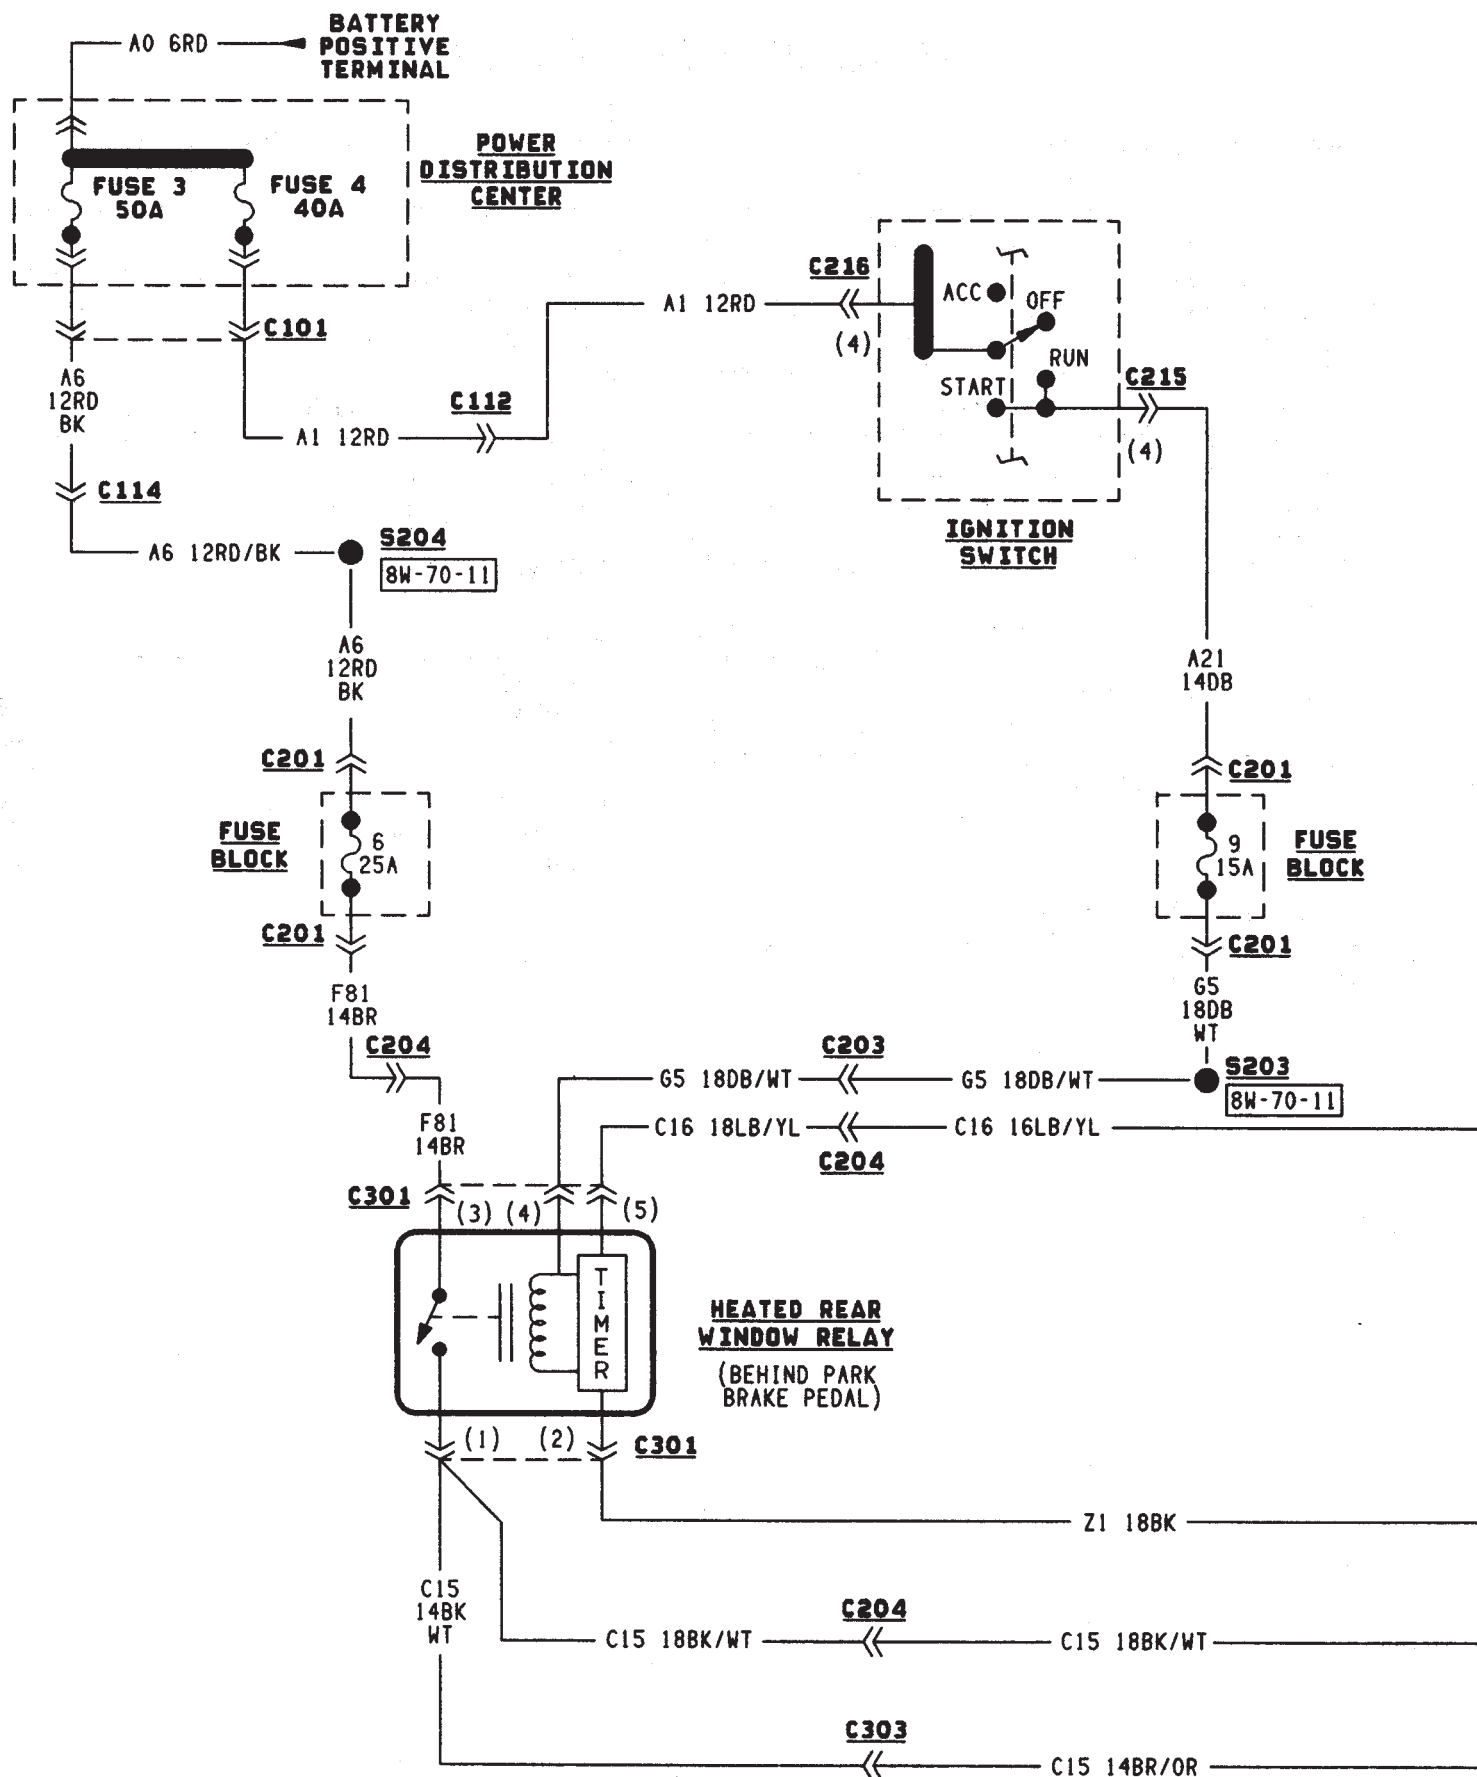 BATTERY
POSITIVE
TERMINAL
A0 6RD
POWER
DISTRIBUTION
CENTER
FUSE 3
50A
FUSE 4
40A
C101
A6
12RD
BK
A1 12RD
C112
A1 12RD
C216
(4)
ACC
OFF
RUN
START
C215
(4)
IGNITION
SWITCH
C114
A6 12RD/BK
S204
8W-70-11
A6
12RD
BK
A21
14DB
C201
FUSE
BLOCK
6
25A
C201
C201
9
15A
FUSE
BLOCK
C201
F81
14BR
G5
18DB
WT
C204
C203
S203
8W-70-11
G5 18DB/WT
G5 18DB/WT
F81
14BR
C16 18LB/YL
C16 16LB/YL
C204
C301
(3)
(4)
(5)
TIMER
HEATED REAR
WINDOW RELAY
(BEHIND PARK
BRAKE PEDAL)
(1)
(2)
C301
Z1 18BK
C15
14BK
WT
C204
C15 18BK/WT
C15 18BK/WT
C303
C15 14BR/OR